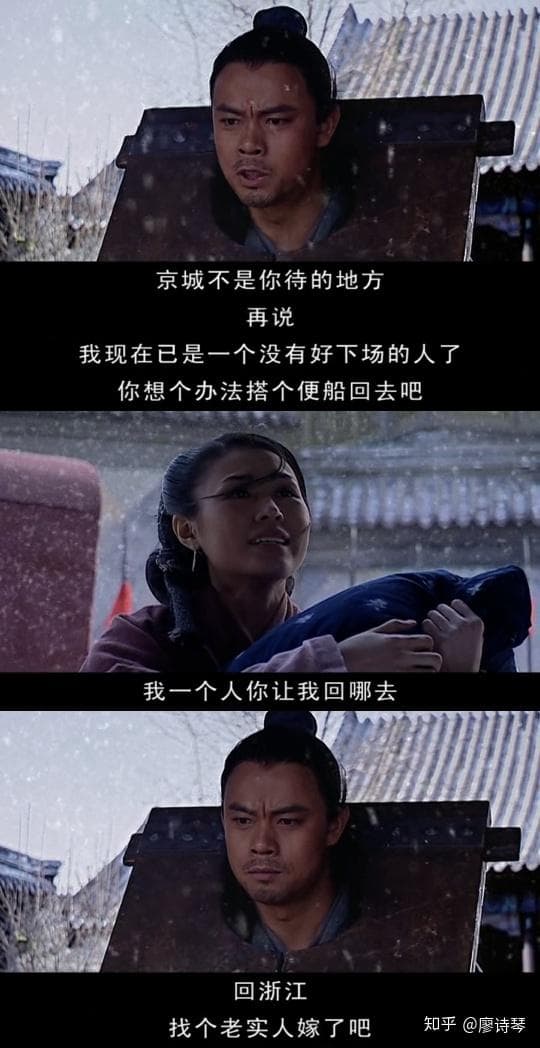 京城不是你待的地方
再说
我现在已是一个没有好下场的人了
你想个办法搭个便船回去吧
我一个人你让我回哪去
回浙江
找个老实人嫁了吧
知乎 @廖诗琴